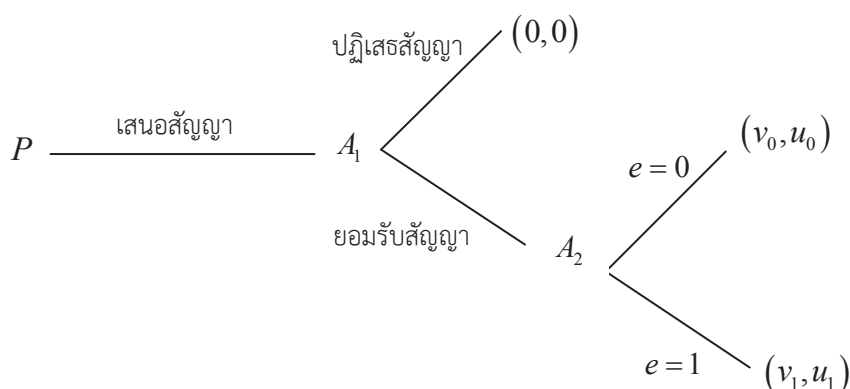 ปฏิเสธสัญญา
(0,0)
เสนอสัญญา
P
A₁
(v₀,u₀)
e = 0
ยอมรับสัญญา
A₂
e = 1
(v₁,u₁)